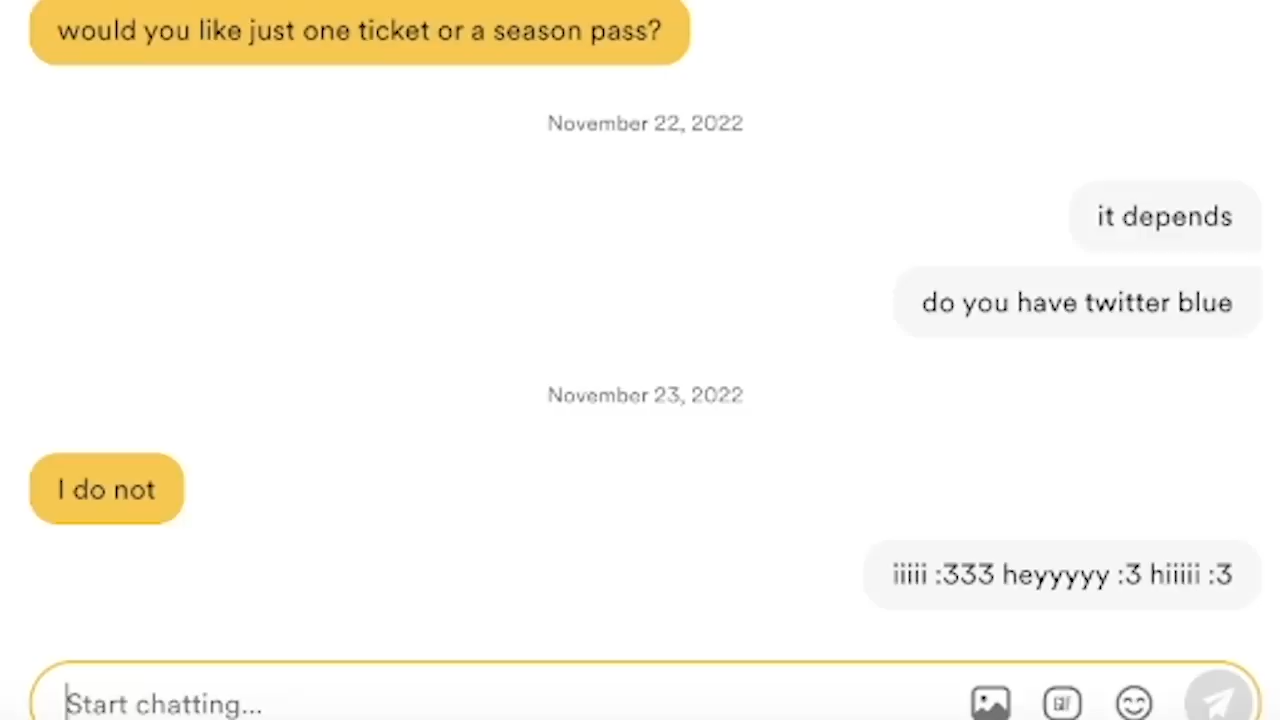 would you like just one ticket or a season pass?
November 22, 2022
it depends
do you have twitter blue
November 23, 2022
I do not
iiiii :333 heyyyyy :3 hiiiii :3
Start chatting...
GIF